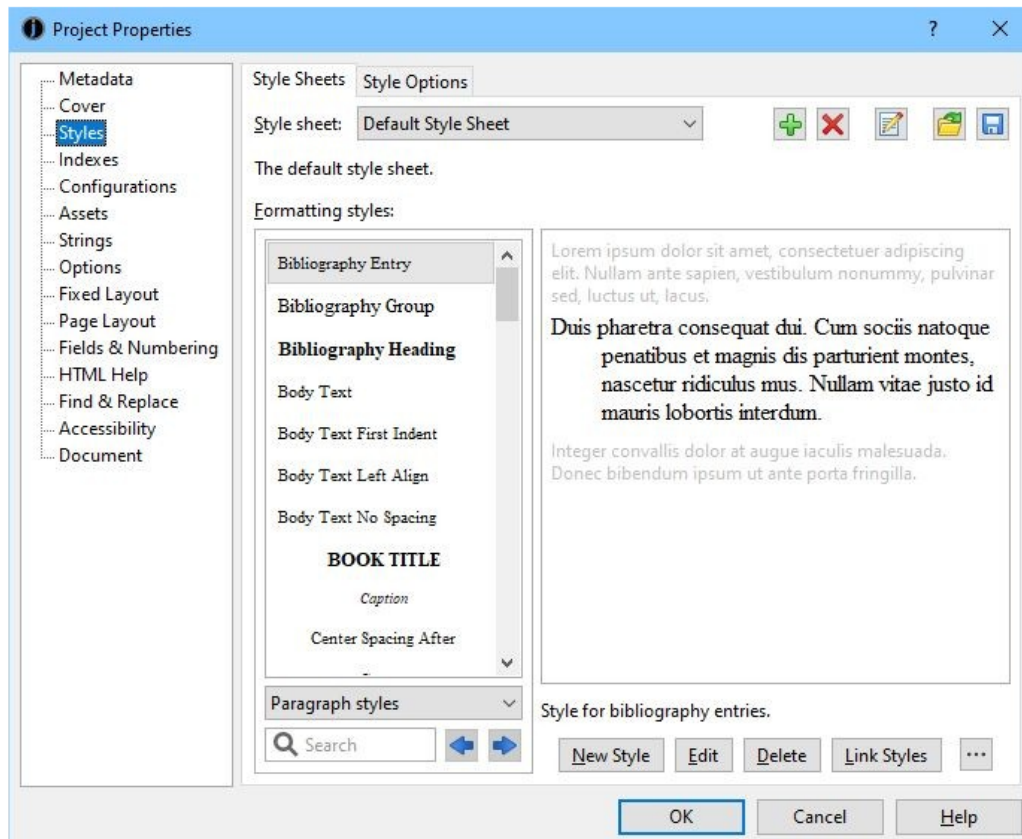 Project Properties
?
Metadata
Cover
Styles
Indexes
Configurations
Assets
Strings
Options
Fixed Layout
Page Layout
Fields & Numbering
HTML Help
Find & Replace
Accessibility
Document
Style Sheets
Style Options
Style sheet:
Default Style Sheet
The default style sheet.
Formatting styles:
Bibliography Entry
Bibliography Group
Bibliography Heading
Body Text
Body Text First Indent
Body Text Left Align
Body Text No Spacing
BOOK TITLE
Caption
Center Spacing After
Paragraph styles
Search
Lorem ipsum dolor sit amet, consectetuer adipiscing
elit. Nullam ante sapien, vestibulum nonummy, pulvinar
sed, luctus ut, lacus.
Duis pharetra consequat dui. Cum sociis natoque
penatibus et magnis dis parturient montes,
nascetur ridiculus mus. Nullam vitae justo id
mauris lobortis interdum.
Integer convallis dolor at augue iaculis malesuada.
Donec bibendum ipsum ut ante porta fringilla.
Style for bibliography entries.
New Style
Edit
Delete
Link Styles
...
OK
Cancel
Help